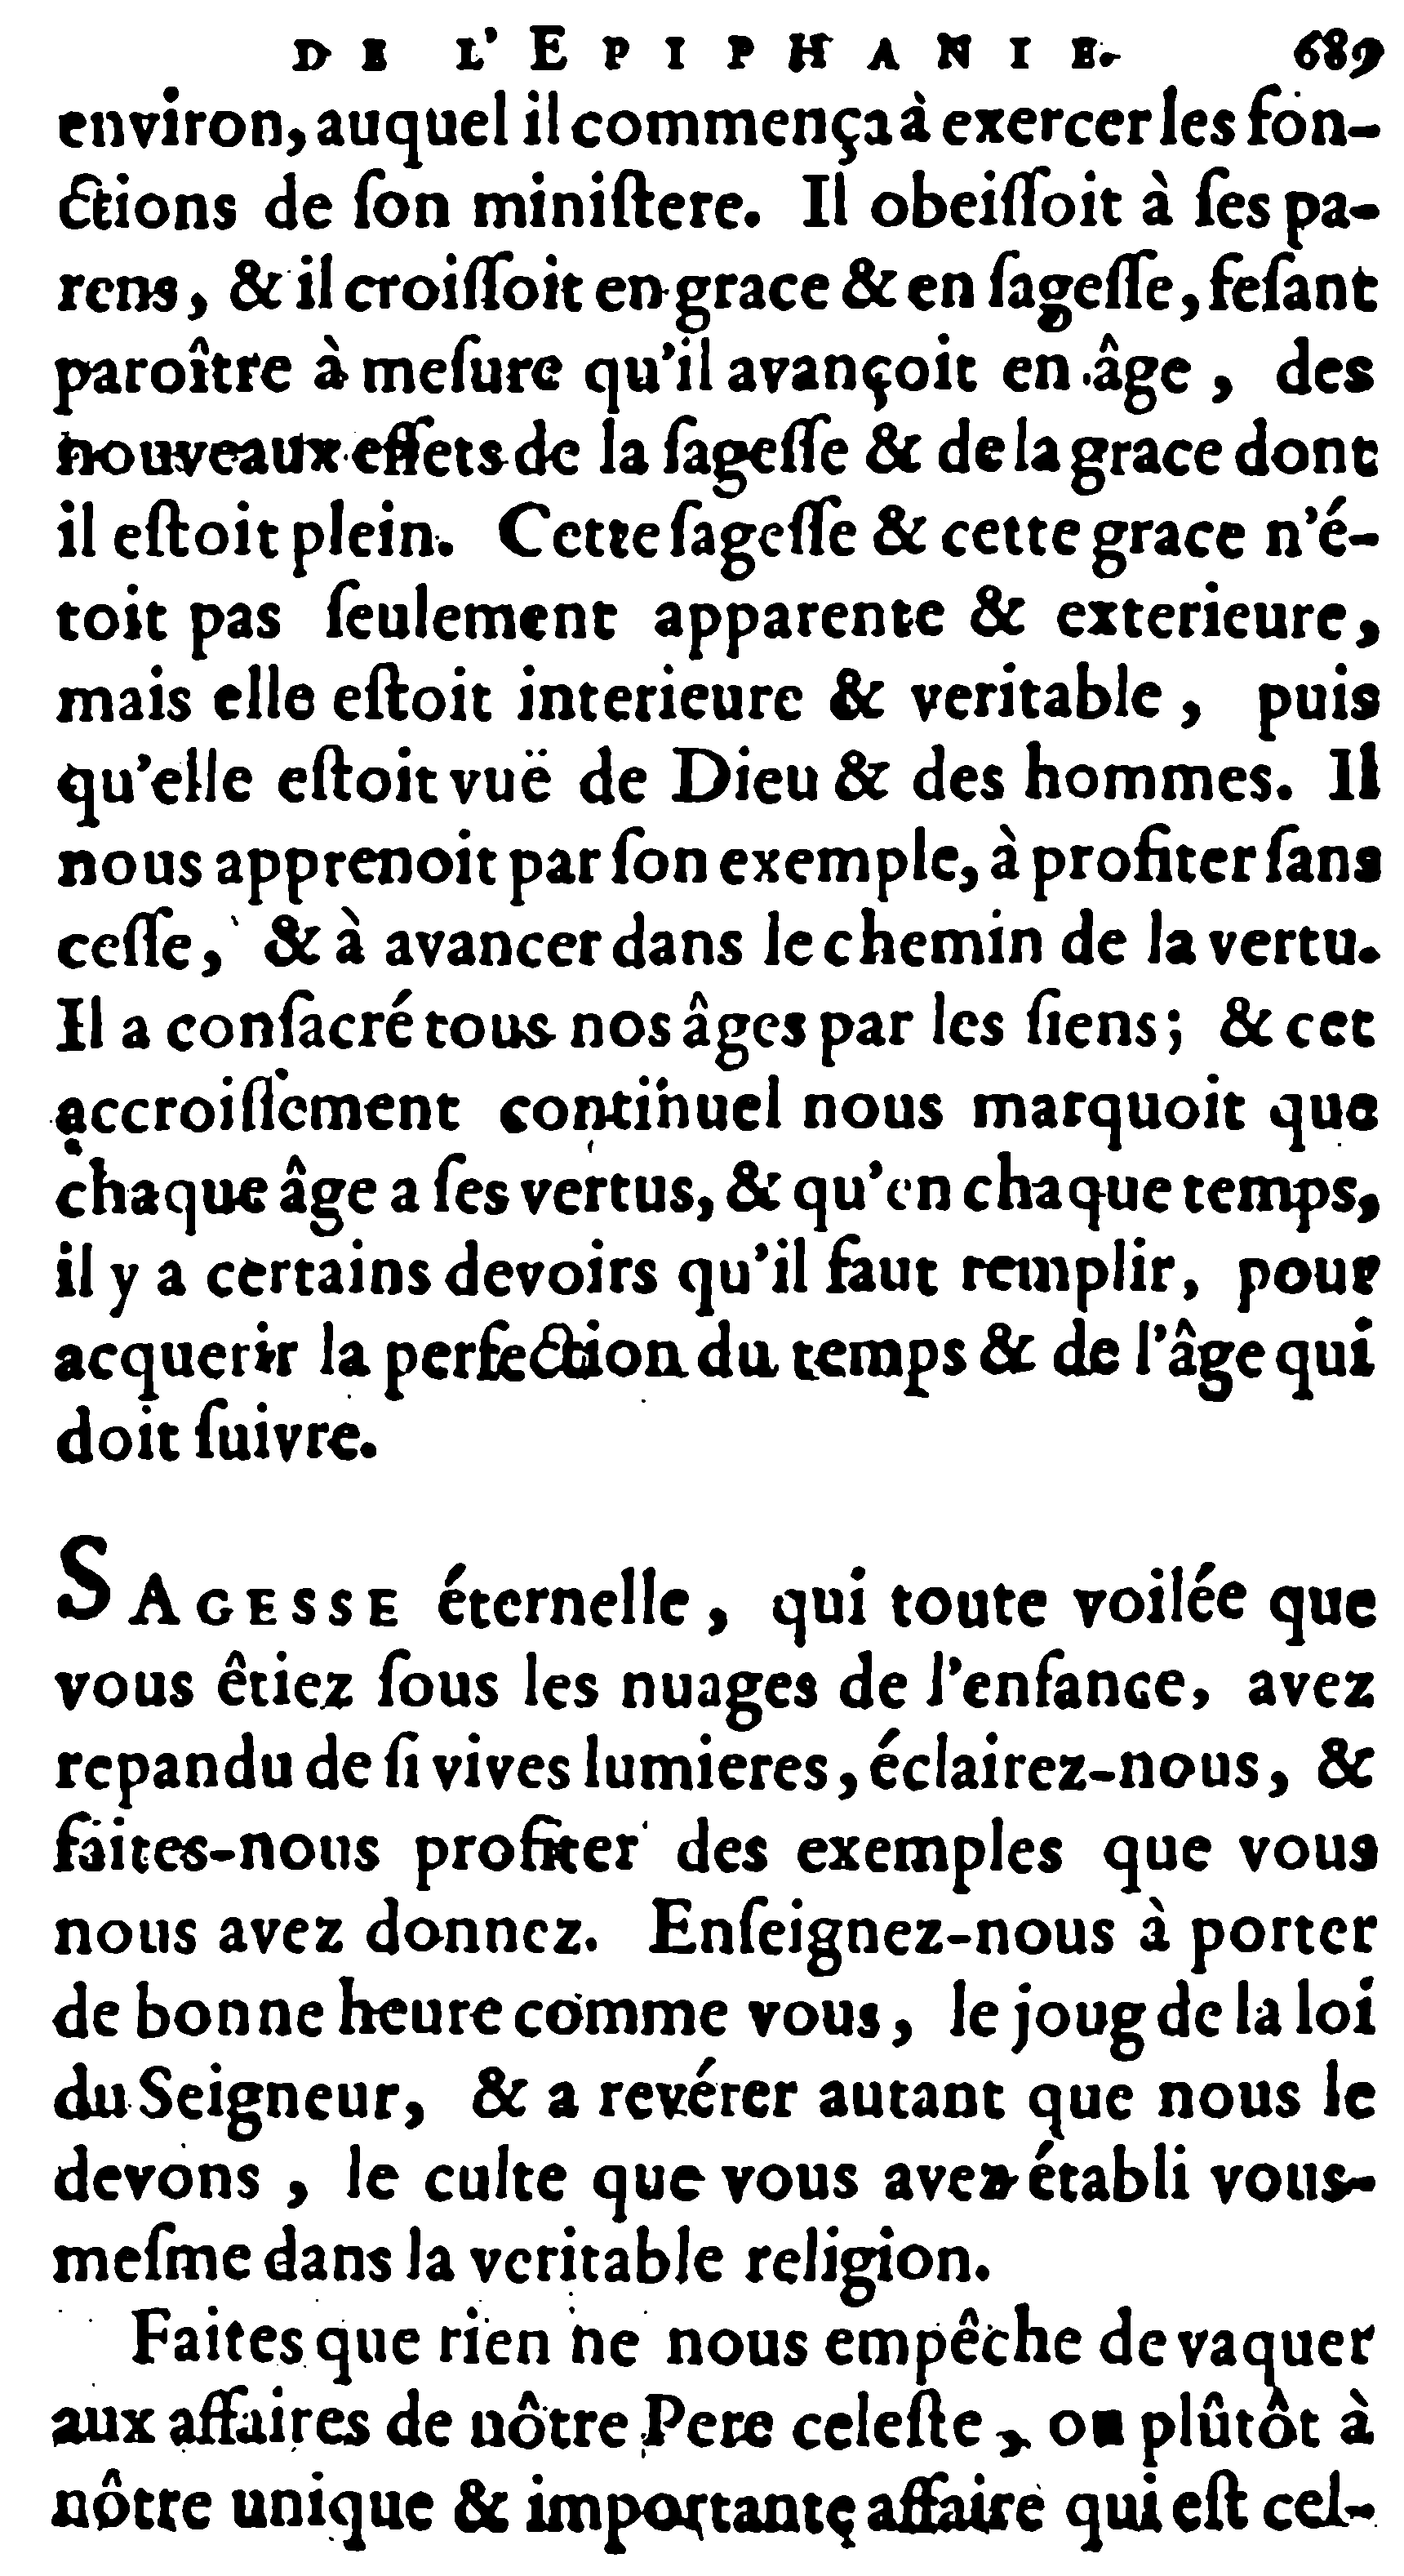 DE L'EPIPHANIE. 689
environ, auquel il commença à exercer les fon-
ctions de ſon miniſtere. Il obeiſſoit à ſes pa-
rens, & il croiſſoit en grace & en ſageſſe, feſant
paroître à meſure qu'il avançoit en âge, des
nouveaux effets de la ſageſſe & de la grace dont
il eſtoit plein. Cette ſageſſe & cette grace n'é-
toit pas ſeulement apparente & exterieure,
mais elle eſtoit interieure & veritable, puis
qu'elle eſtoit vuë de Dieu & des hommes. Il
nous apprenoit par ſon exemple, à profiter ſans
ceſſe, & à avancer dans le chemin de la vertu.
Il a conſacré tous nos âges par les ſiens; & cet
accroiſſement continuel nous marquoit que
chaque âge a ſes vertus, & qu'en chaque temps,
il y a certains devoirs qu'il faut remplir, pour
acquerir la perfection du temps & de l'âge qui
doit ſuivre.
SAGESSE éternelle, qui toute voilée que
vous êtiez ſous les nuages de l'enfance, avez
repandu de ſi vives lumieres, éclairez-nous, &
faites-nous profiter des exemples que vous
nous avez donnez. Enſeignez-nous à porter
de bonne heure comme vous, le joug de la loi
du Seigneur, & a revérer autant que nous le
devons, le culte que vous avez établi vous-
meſme dans la veritable religion.
Faites que rien ne nous empêche de vaquer
aux affaires de nôtre Pere celeſte, ou plûtôt à
nôtre unique & importante affaire qui eſt cel-